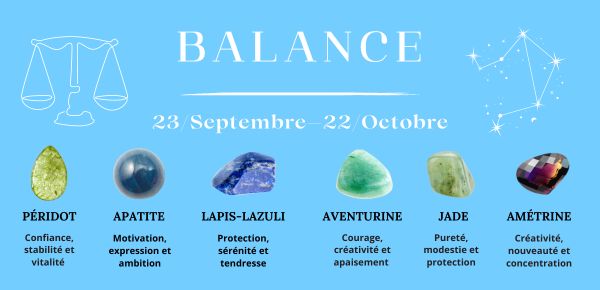 BALANCE
23/Septembre—22/Octobre
PÉRIDOT
Confiance,
stabilité et
vitalité
APATITE
Motivation,
expression et
ambition
LAPIS-LAZULI
Protection,
sérénité et
tendresse
AVENTURINE
Courage,
créativité et
apaisement
JADE
Pureté,
modestie et
protection
AMÉTRINE
Créativité,
nouveauté et
concentration